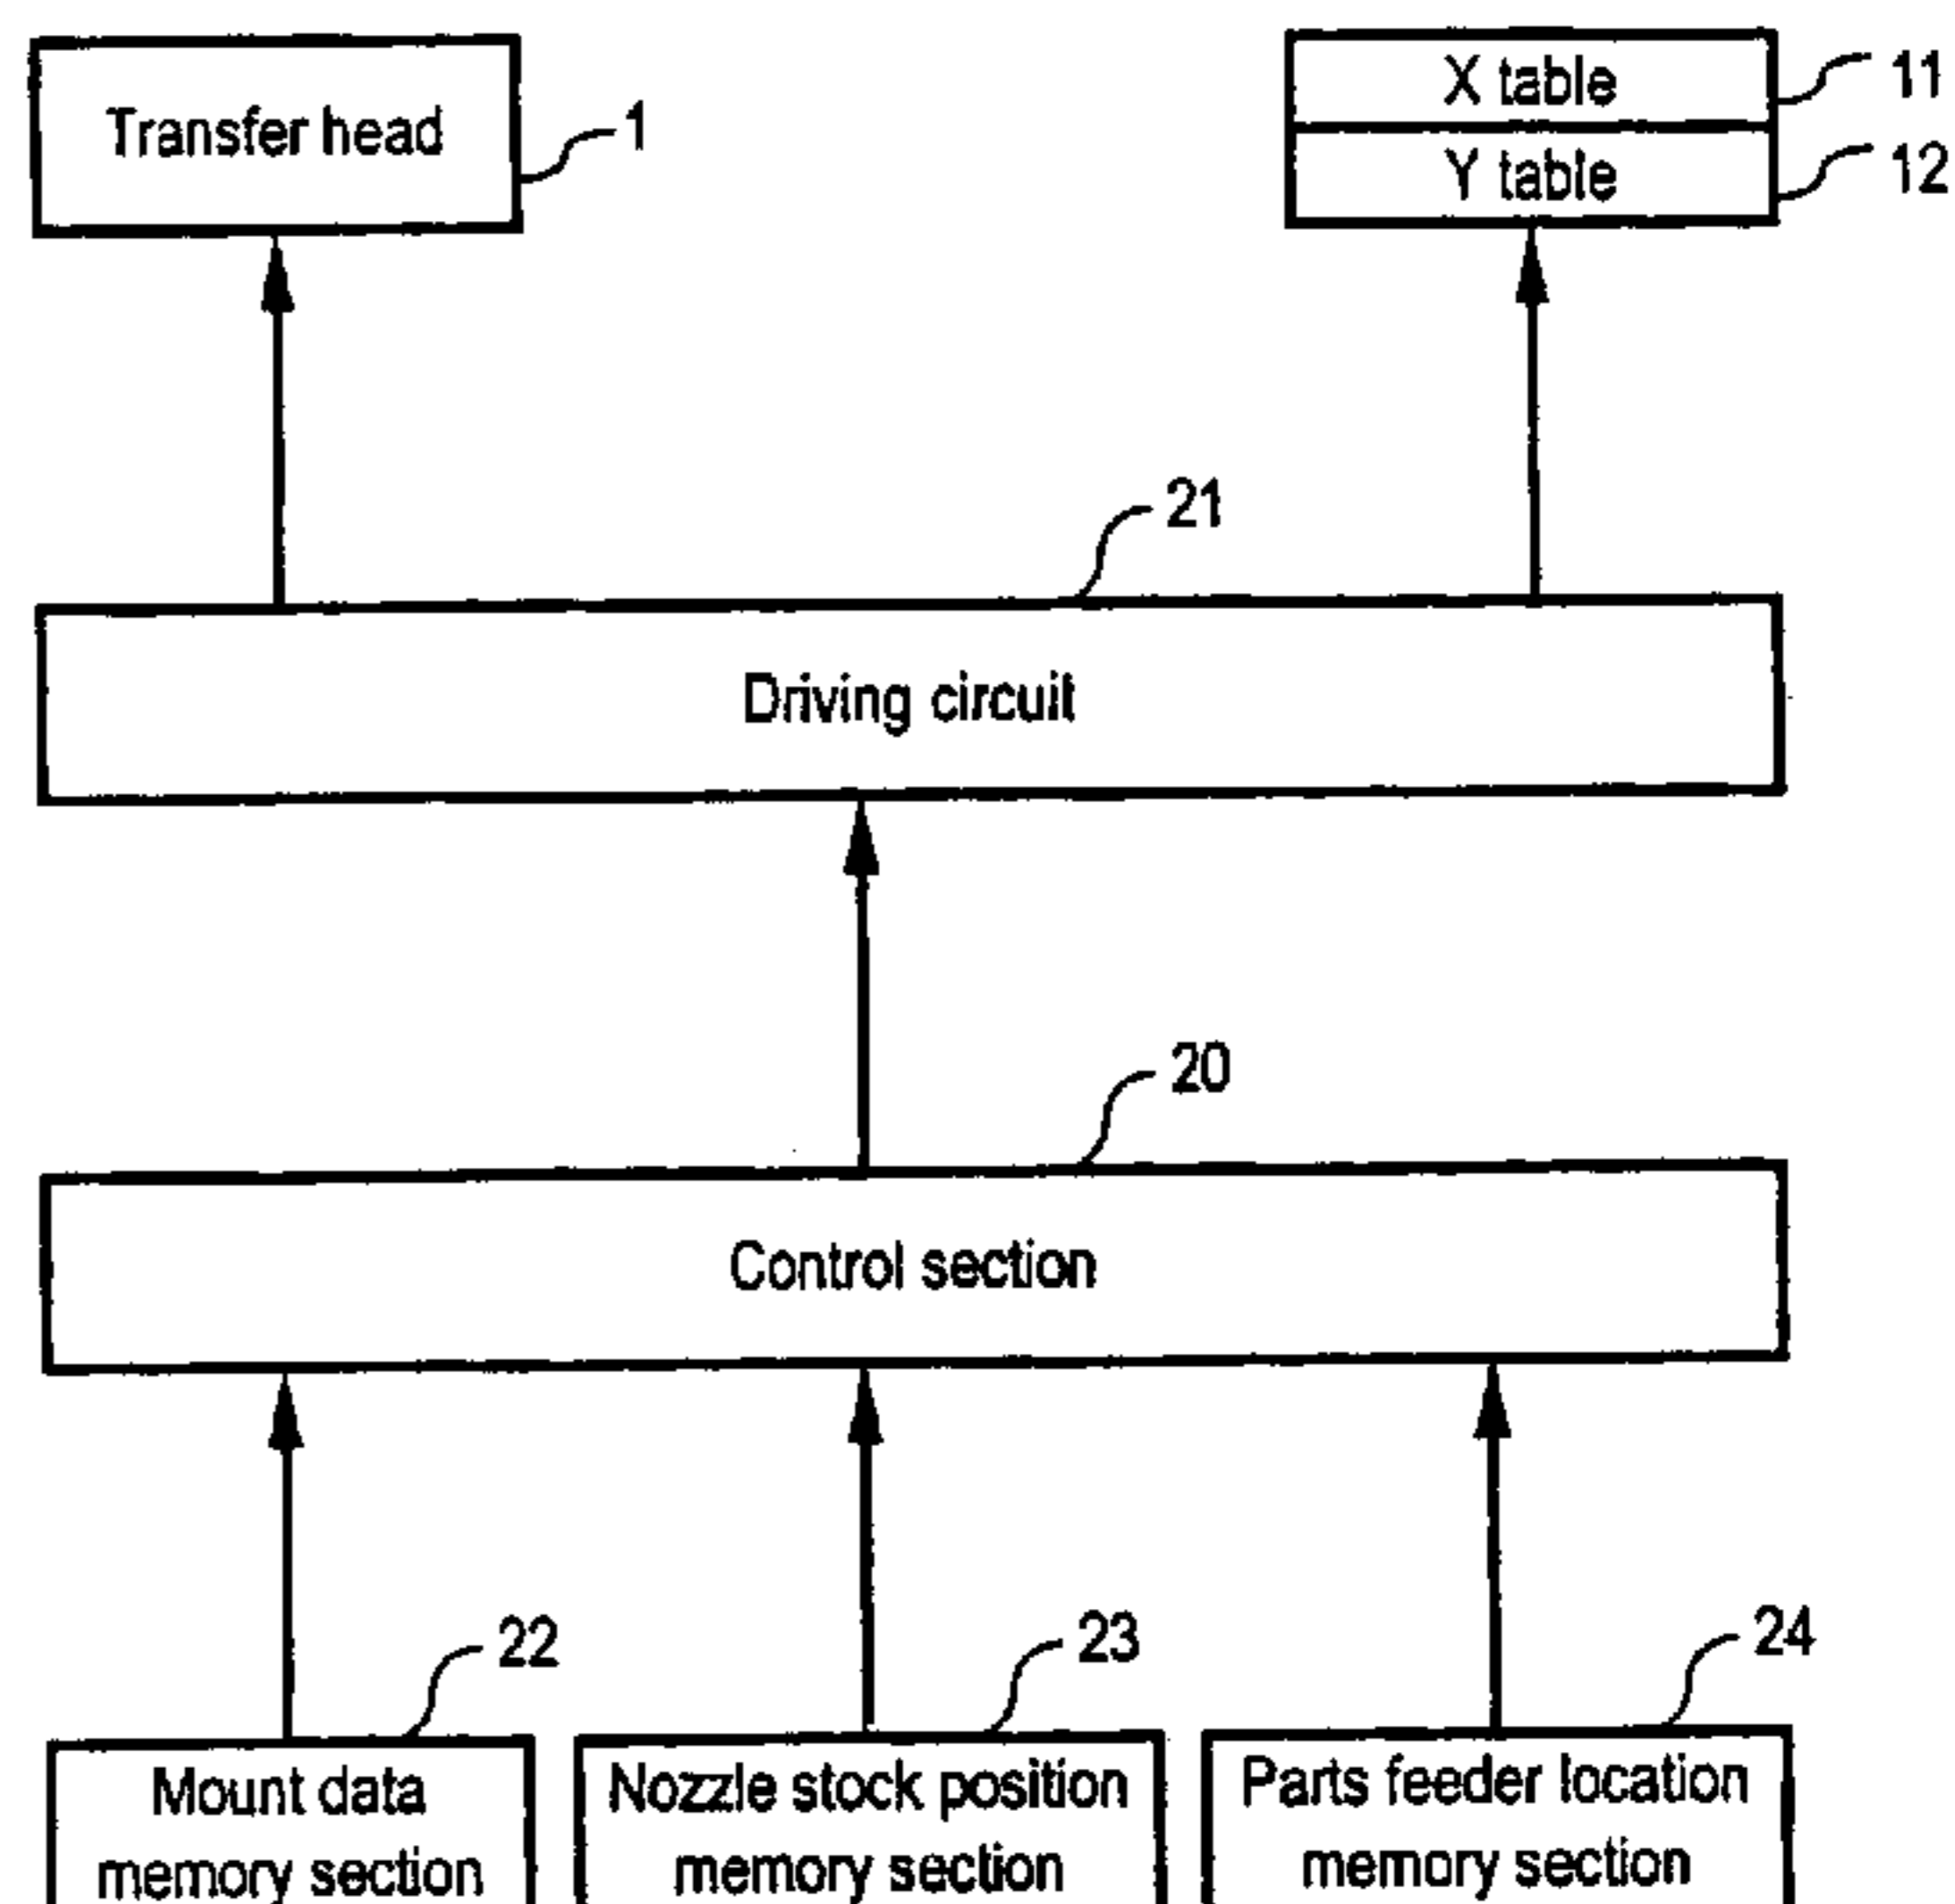 Transfer head
1
X table
11
Y table
12
21
Driving circuit
20
Control section
22
23
24
Mount data
memory section
Nozzle stock position
memory section
Parts feeder location
memory section